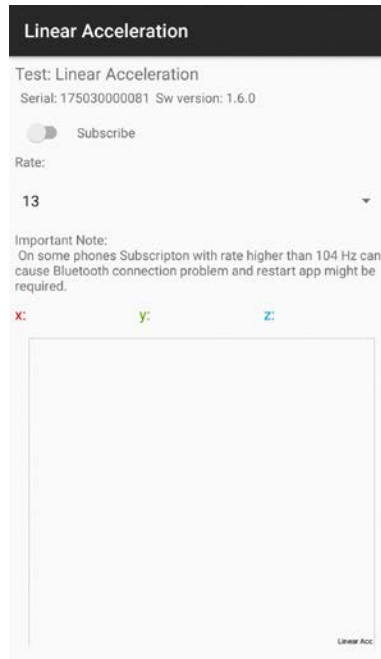 Linear Acceleration
Test: Linear Acceleration
Serial: 175030000081 Sw version: 1.6.0
Subscribe
Rate:
13
Important Note:
On some phones Subscripton with rate higher than 104 Hz can
cause Bluetooth connection problem and restart app might be
required.
x: y: z:
Linear Acc.